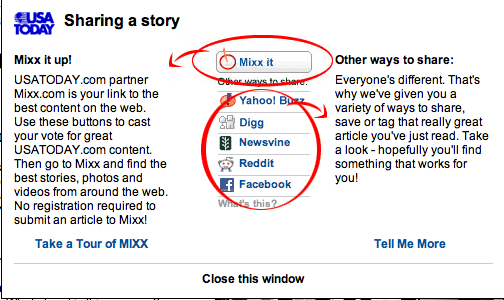 USA
TODAY
Sharing a story
Mixx it up!
USATODAY.com partner
Mixx.com is your link to the
best content on the web.
Use these buttons to cast
your vote for great
USATODAY.com content.
Then go to Mixx and find the
best stories, photos and
videos from around the web.
No registration required to
submit an article to Mixx!
Take a Tour of MIXX
Mixx it
Other ways to share:
Yahoo! Buzz
Digg
Newsvine
Reddit
Facebook
What's this?
Other ways to share:
Everyone's different. That's
why we've given you a
variety of ways to share,
save or tag that really great
article you've just read. Take
a look - hopefully you'll find
something that works for
you!
Tell Me More
Close this window